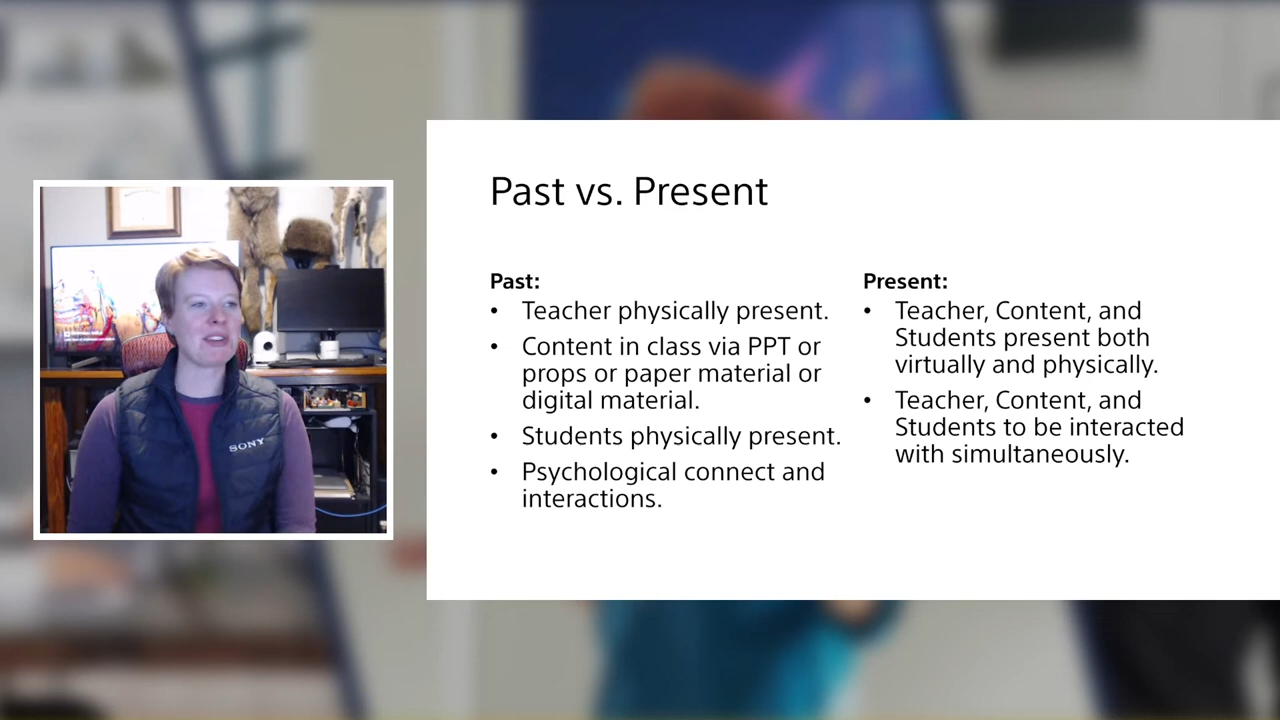 Past vs. Present
Past:
• Teacher physically present.
• Content in class via PPT or
props or paper material or
digital material.
• Students physically present.
• Psychological connect and
interactions.
Present:
• Teacher, Content, and
Students present both
virtually and physically.
• Teacher, Content, and
Students to be interacted
with simultaneously.
SONY